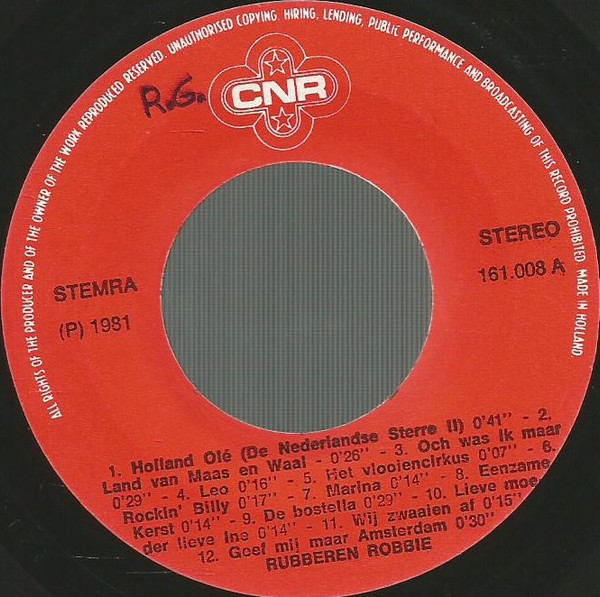 ALL RIGHTS OF THE PRODUCER AND OF THE OWNER OF THE WORK REPRODUCED RESERVED. UNAUTHORISED COPYING, HIRING, LENDING, PUBLIC PERFORMANCE AND BROADCASTING OF THIS RECORD PROHIBITED. MADE IN HOLLAND
R.G.
CNR
STEMRA
(P) 1981
STEREO
161.008 A
1. Holland Olé (De Nederlandse Sterre II) 0'41" - 2.
Land van Maas en Waal - 0'26" - 3. Och was ik maar
0'29" - 4. Leo 0'16" - 5. Het vlooiencirkus 0'07" - 6.
Rockin' Billy 0'17" - 7. Marina 0'14" - 8. Eenzame
Kerst 0'14" - 9. De bostella 0'29" - 10. Lieve moe
der lieve Ine 0'14" - 11. Wij zwaaien af 0'15"
12. Geef mij maar Amsterdam 0'30"
RUBBEREN ROBBIE